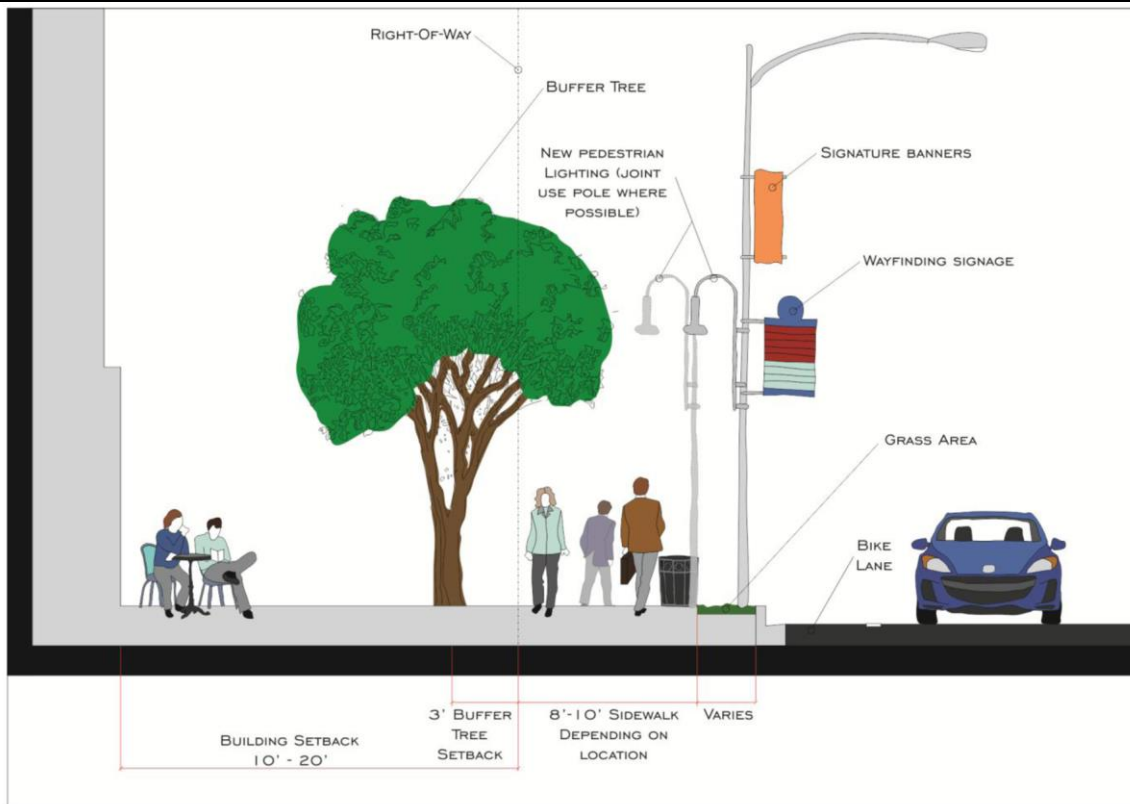 Right-Of-Way
Buffer Tree
New pedestrian
Lighting (joint
use pole where
possible)
Signature banners
Wayfinding signage
Grass Area
Bike
Lane
Building Setback
10' - 20'
3' Buffer
Tree
Setback
8'-10' Sidewalk
Depending on
location
Varies